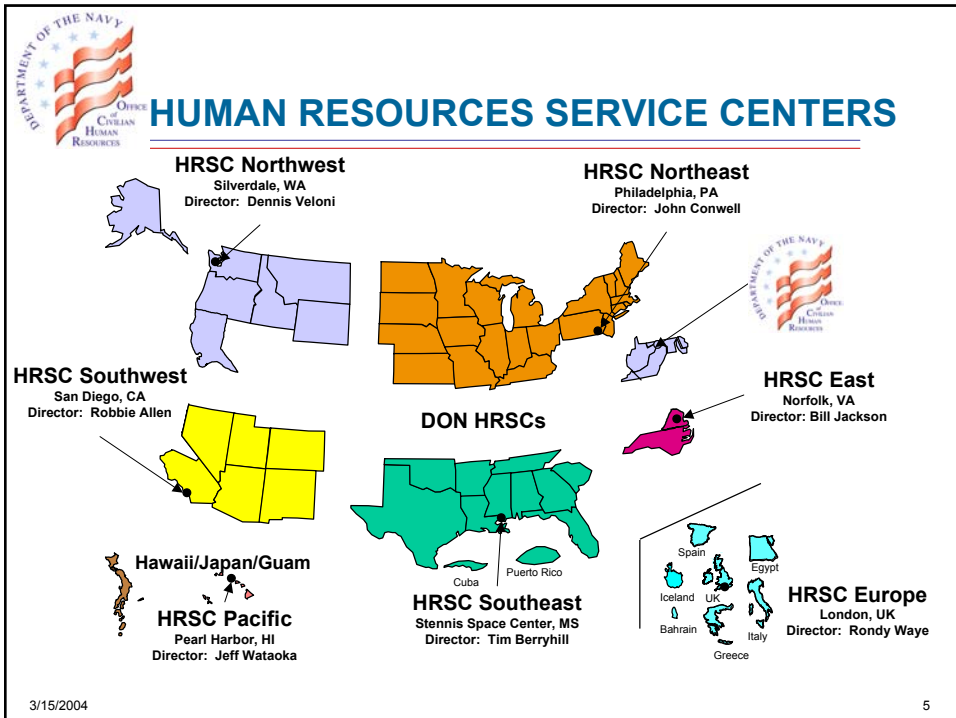 DEPARTMENT OF THE NAVY
OFFICE
of
CIVILIAN
HUMAN
RESOURCES
HUMAN RESOURCES SERVICE CENTERS
HRSC Northwest
Silverdale, WA
Director: Dennis Veloni
HRSC Northeast
Philadelphia, PA
Director: John Conwell
DEPARTMENT OF THE NAVY
OFFICE
of
CIVILIAN
HUMAN
RESOURCES
HRSC Southwest
San Diego, CA
Director: Robbie Allen
DON HRSCs
HRSC East
Norfolk, VA
Director: Bill Jackson
Hawaii/Japan/Guam
HRSC Pacific
Pearl Harbor, HI
Director: Jeff Wataoka
Cuba
Puerto Rico
HRSC Southeast
Stennis Space Center, MS
Director: Tim Berryhill
Spain
Egypt
Iceland
UK
Bahrain
Italy
Greece
HRSC Europe
London, UK
Director: Rondy Waye
3/15/2004
5